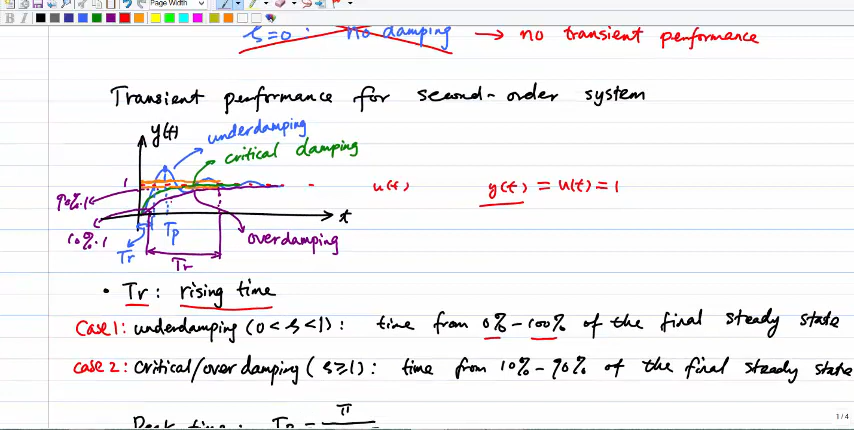 Page Width
B I
ζ=0 : no damping → no transient performance
Transient performance for second-order system
y(t)
underdamping
critical damping
1
u(t)
y(t) = u(t) = 1
90%·1
t
10%·1
Tr
Tp
overdamping
Tr
• Tr: rising time
Case 1: underdamping (0<ζ<1): time from 0%-100% of the final steady state
Case 2: critical/over damping (ζ≥1): time from 10%-90% of the final steady state
Peak time: Tp = π
1 / 4